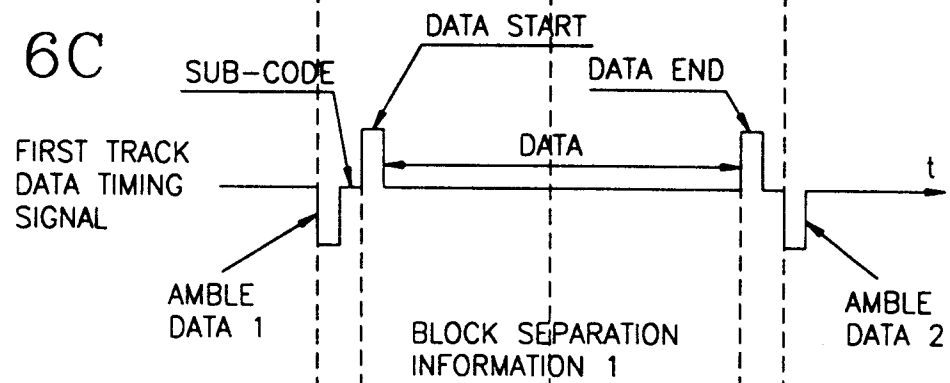 6C
DATA START
SUB-CODE
DATA END
FIRST TRACK
DATA TIMING
SIGNAL
DATA
t
AMBLE
DATA 1
BLOCK SEPARATION
INFORMATION 1
AMBLE
DATA 2